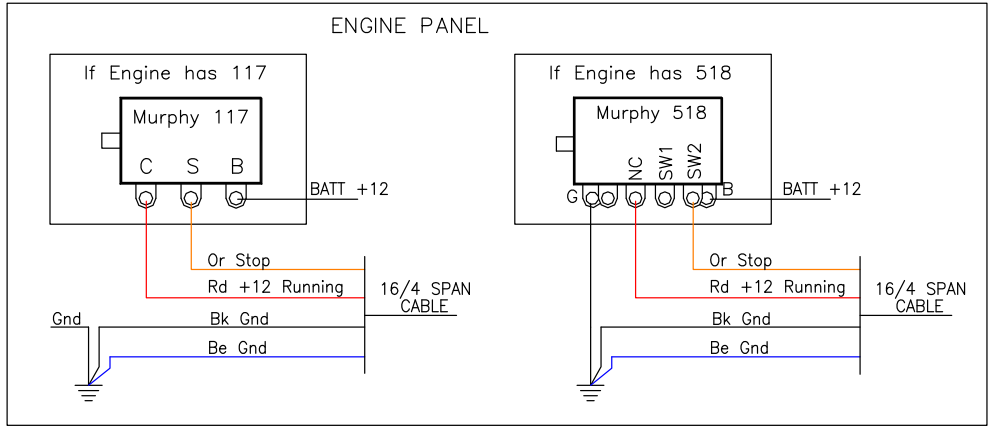 ENGINE PANEL
If Engine has 117
Murphy 117
C S B
BATT +12
Or Stop
Rd +12 Running
16/4 SPAN
CABLE
Gnd
Bk Gnd
Be Gnd
If Engine has 518
Murphy 518
NC SW1 SW2
G
B
BATT +12
Or Stop
Rd +12 Running
16/4 SPAN
CABLE
Bk Gnd
Be Gnd